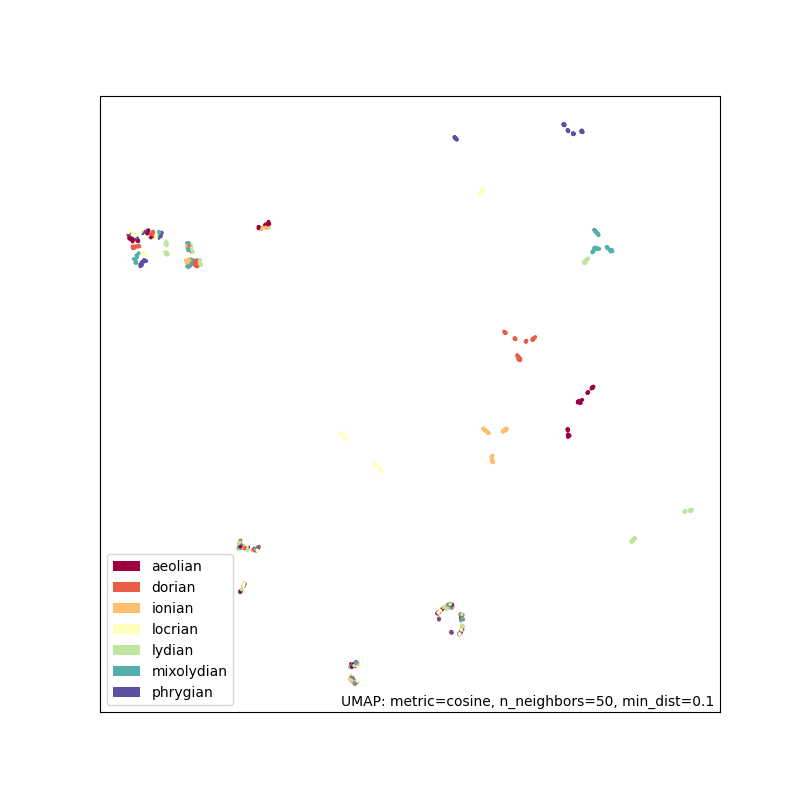 aeolian
dorian
ionian
locrian
lydian
mixolydian
phrygian
UMAP: metric=cosine, n_neighbors=50, min_dist=0.1